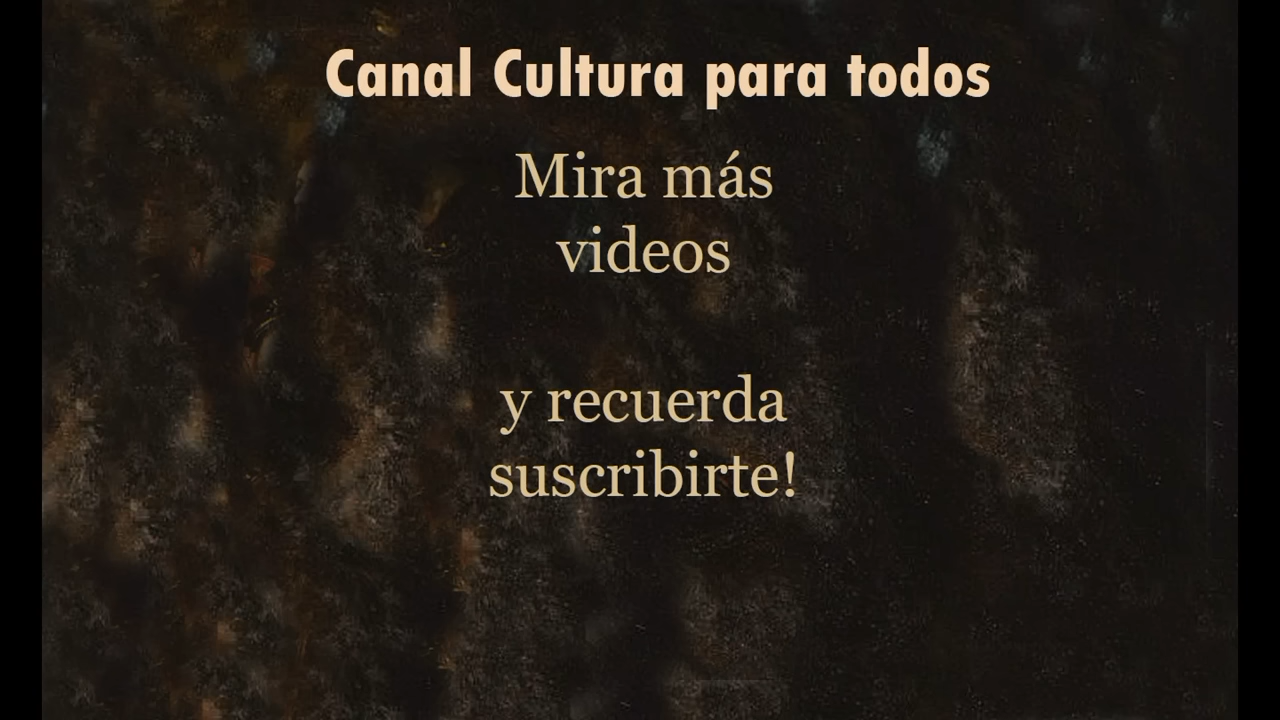 Canal Cultura para todos
Mira más
videos
y recuerda
suscribirte!